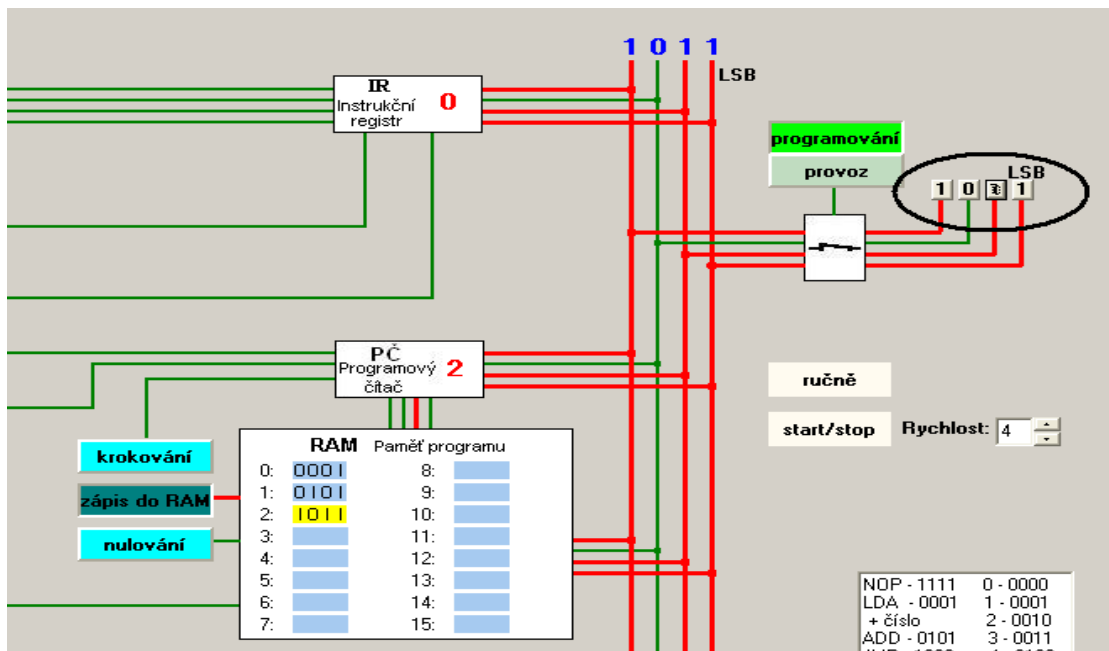 1 0 1 1
LSB
IR
Instrukční
registr
0
programování
provoz
LSB
1 0 1
PČ
Programový
čítač
2
ručně
start/stop
Rychlost: 4
krokování
zápis do RAM
nulování
RAM Paměť programu
0: 0001 8:
1: 0101 9:
2: 1011 10:
3: 11:
4: 12:
5: 13:
6: 14:
7: 15:
NOP - 1111 0 - 0000
LDA - 0001 1 - 0001
+ číslo 2 - 0010
ADD - 0101 3 - 0011